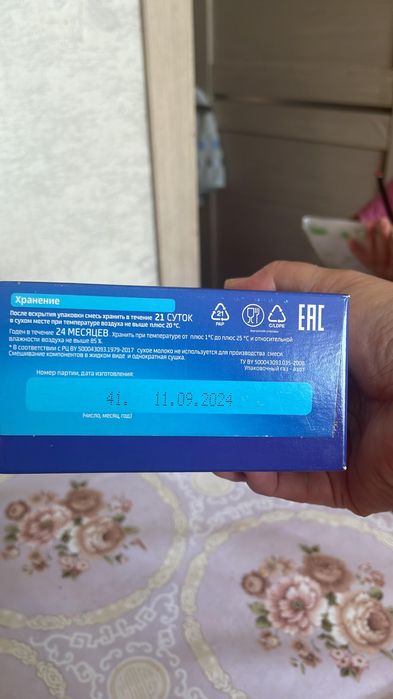 Хранение
После вскрытия упаковки смесь хранить в течение 21 СУТОК
в сухом месте при температуре воздуха не выше плюс 20 °С.
Годен в течение 24 МЕСЯЦЕВ. Хранить при температуре от плюс 1°С до плюс 25 °С и относительной
влажности воздуха не выше 85 %
* В соответствии с РЦ BY 500043093.1979-2017 сухое молоко не используется для производства смеси.
Смешивание компонентов в жидком виде и однократная сушка.
21
PAP
C/LDPE
EAC
ТУ BY 500043093.035-2008
Упаковочный газ - азот
Номер партии, дата изготовления:
41. 11.09.2024
(число, месяц, год)